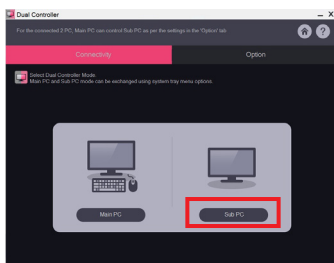 Dual Controller
For the connected 2 PC, Main PC can control Sub PC as per the settings in the 'Option' tab.
Connectivity
Option
Select Dual Controller Mode:
Main PC and Sub PC mode can be exchanged using system tray menu options.
Main PC
Sub PC